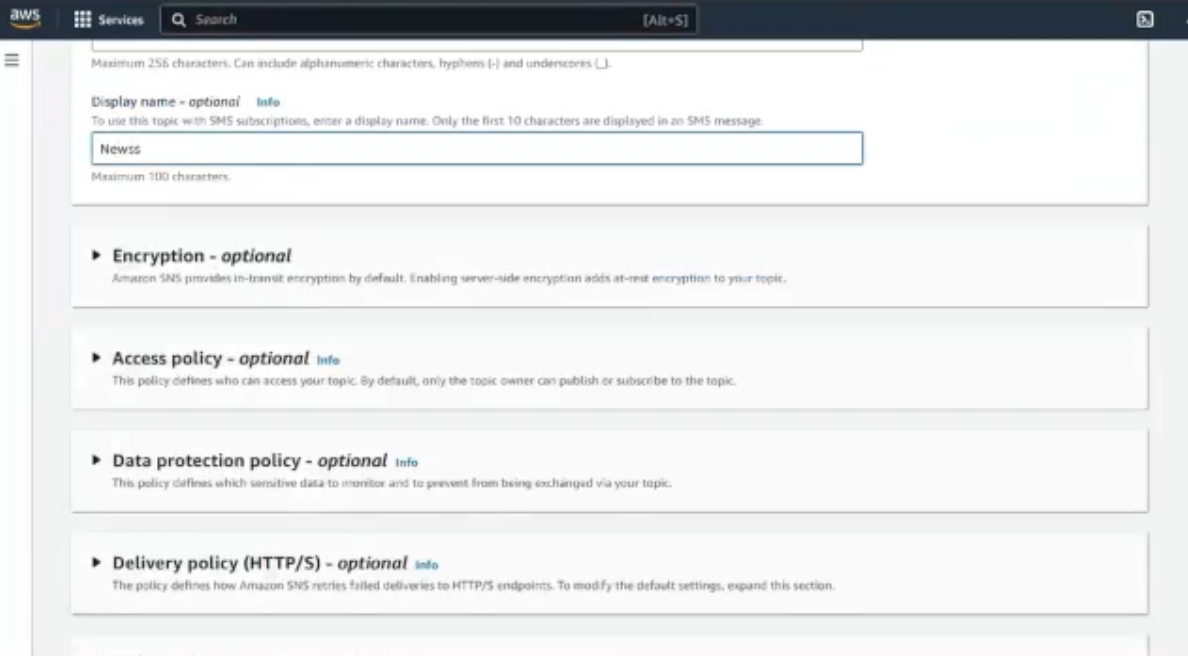 aws
Services
Search
[Alt+S]
Maximum 256 characters. Can include alphanumeric characters, hyphens (-) and underscores (_).
Display name - optional Info
To use this topic with SMS subscriptions, enter a display name. Only the first 10 characters are displayed in an SMS message.
Newss
Maximum 100 characters.
Encryption - optional
Amazon SNS provides in-transit encryption by default. Enabling server-side encryption adds at-rest encryption to your topic.
Access policy - optional Info
This policy defines who can access your topic. By default, only the topic owner can publish or subscribe to the topic.
Data protection policy - optional Info
This policy defines which sensitive data to monitor and to prevent from being exchanged via your topic.
Delivery policy (HTTP/S) - optional Info
The policy defines how Amazon SNS retries failed deliveries to HTTP/S endpoints. To modify the default settings, expand this section.